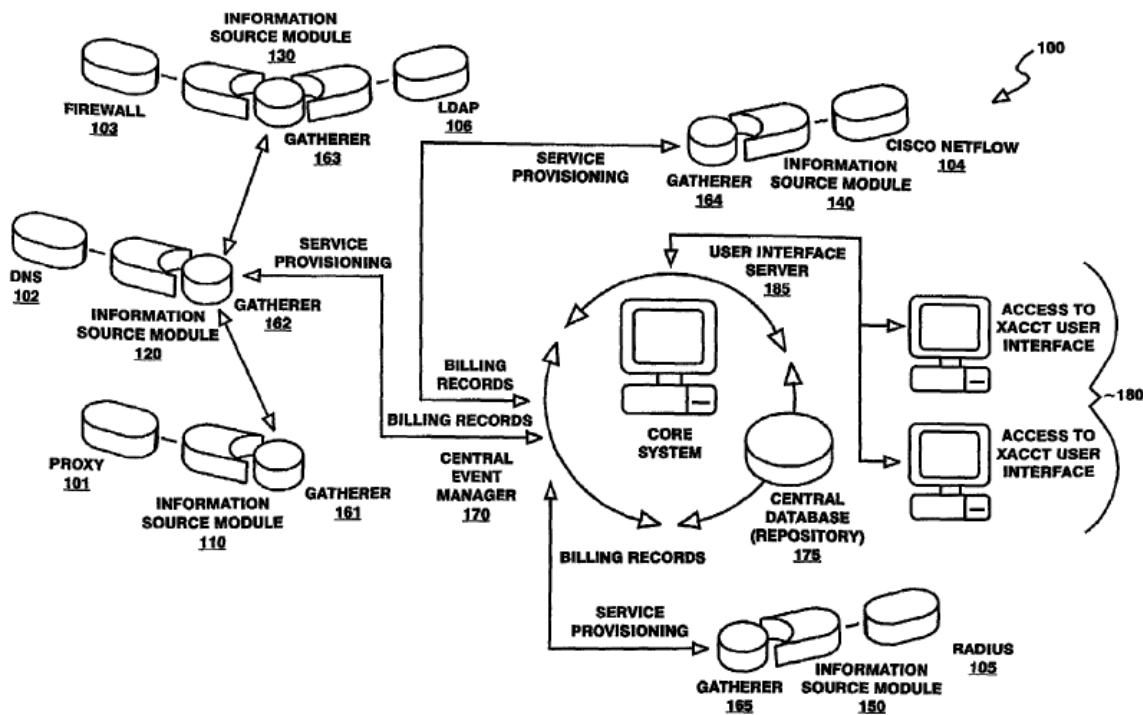 INFORMATION
SOURCE MODULE
130
FIREWALL
103
GATHERER
163
LDAP
106
100
CISCO NETFLOW
104
SERVICE
PROVISIONING
GATHERER
164
INFORMATION
SOURCE MODULE
140
DNS
102
SERVICE
PROVISIONING
GATHERER
162
INFORMATION
SOURCE MODULE
120
USER INTERFACE
SERVER
185
ACCESS TO
XACCT USER
INTERFACE
~180
BILLING
RECORDS
BILLING RECORDS
CORE
SYSTEM
ACCESS TO
XACCT USER
INTERFACE
PROXY
101
GATHERER
161
INFORMATION
SOURCE MODULE
110
CENTRAL
EVENT
MANAGER
170
CENTRAL
DATABASE
(REPOSITORY)
175
BILLING RECORDS
SERVICE
PROVISIONING
RADIUS
105
GATHERER
165
INFORMATION
SOURCE MODULE
150